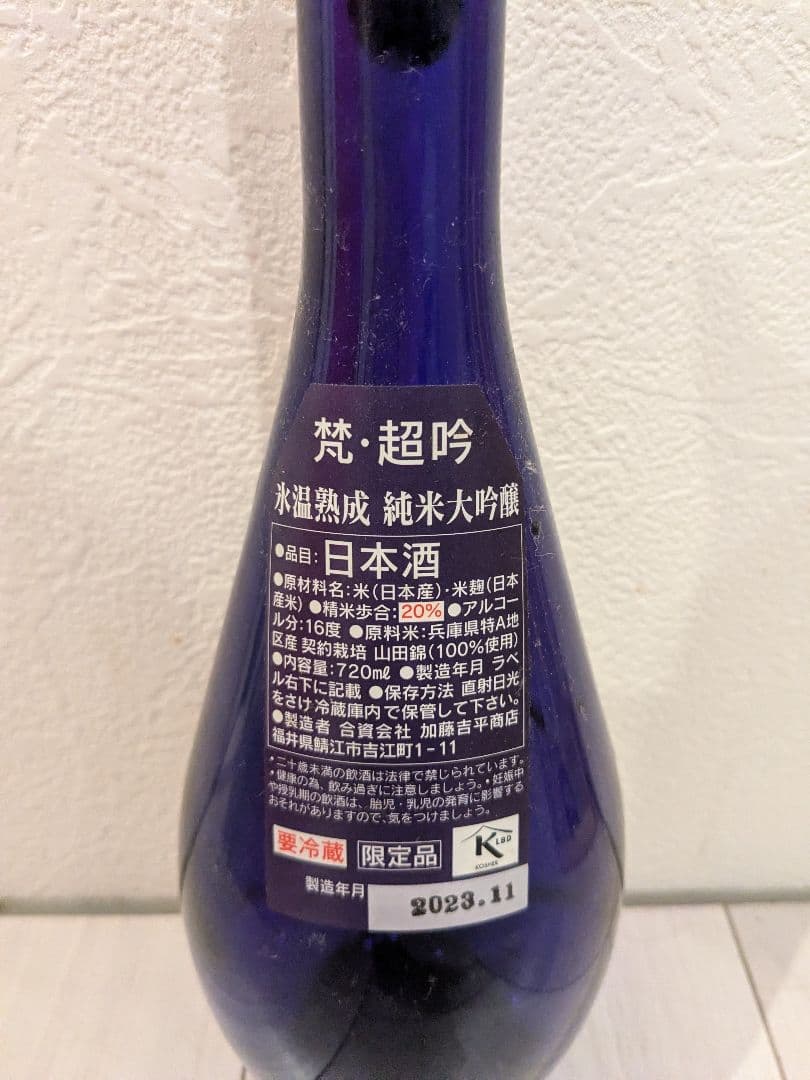 梵・超吟
氷温熟成 純米大吟醸
●品目：日本酒
●原材料名：米（日本産）・米麹（日本
産米） ●精米歩合：20% ●アルコー
ル分：16度 ●原料米：兵庫県特A地
区産 契約栽培 山田錦（100%使用）
●内容量：720ml ●製造年月 ラベ
ル右下に記載 ●保存方法 直射日光
をさけ冷蔵庫内で保管して下さい。
●製造者 合資会社 加藤吉平商店
福井県鯖江市吉江町1-11
・二十歳未満の飲酒は法律で禁じられています。
・健康の為、飲み過ぎに注意しましょう。・妊娠中
や授乳期の飲酒は、胎児・乳児の発育に影響する
おそれがありますので、気をつけましょう。
要冷蔵 限定品 K LBD
KOSHER
製造年月 2023.11